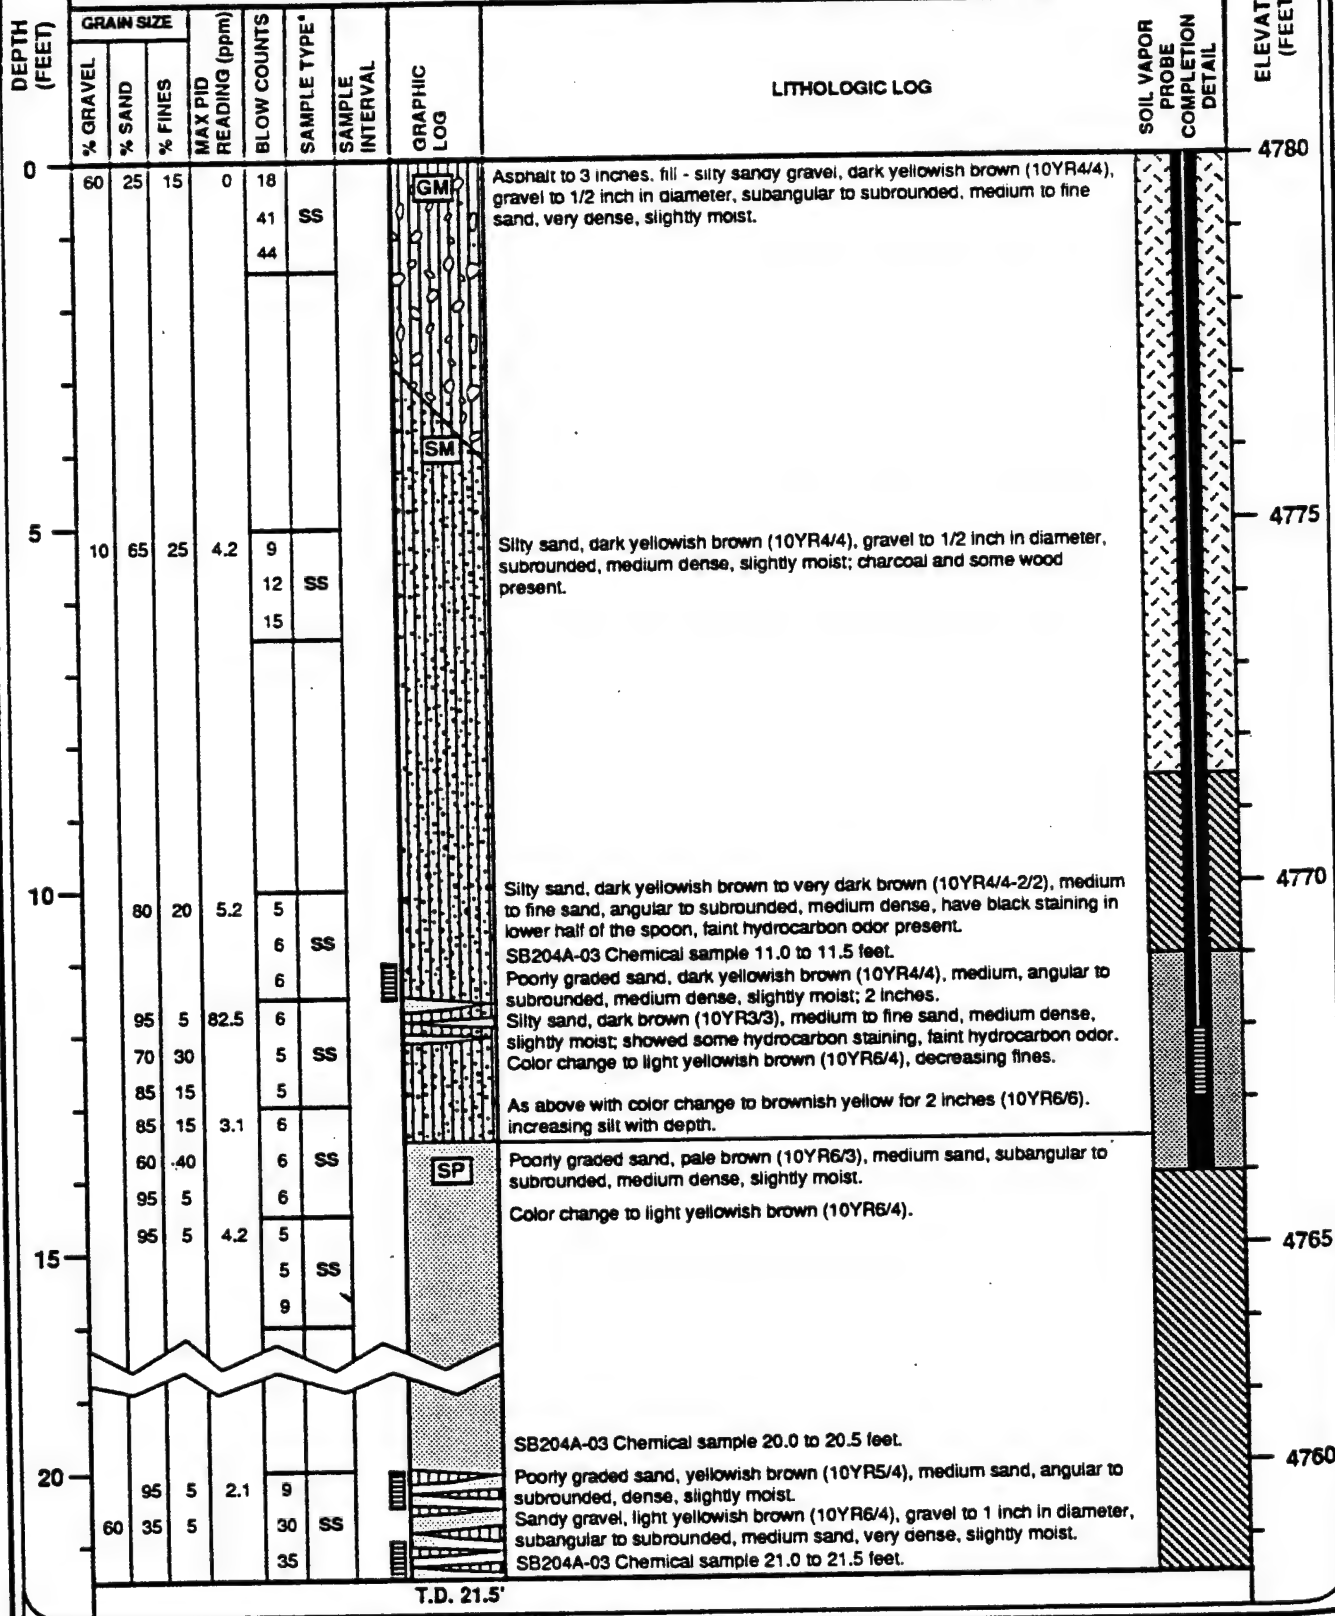 DEPTH (FEET)
GRAIN SIZE
% GRAVEL
% SAND
% FINES
MAX PID READING (ppm)
BLOW COUNTS
SAMPLE TYPE*
SAMPLE INTERVAL
GRAPHIC LOG
LITHOLOGIC LOG
SOIL VAPOR PROBE COMPLETION DETAIL
(FEET
0 4780
60 25 15 0 18
41 SS
44
GM
Asphalt to 3 inches. fill - silty sandy gravel, dark yellowish brown (10YR4/4),
gravel to 1/2 inch in diameter, subangular to subrounded, medium to fine
sand, very dense, slightly moist.
SM
5 4775
10 65 25 4.2 9
12 SS
15
Silty sand, dark yellowish brown (10YR4/4), gravel to 1/2 inch in diameter,
subrounded, medium dense, slightly moist; charcoal and some wood
present.
10 4770
80 20 5.2 5
6 SS
6
Silty sand, dark yellowish brown to very dark brown (10YR4/4-2/2), medium
to fine sand, angular to subrounded, medium dense, have black staining in
lower half of the spoon, faint hydrocarbon odor present.
SB204A-03 Chemical sample 11.0 to 11.5 feet.
Poorly graded sand, dark yellowish brown (10YR4/4), medium, angular to
subrounded, medium dense, slightly moist; 2 inches.
95 5 82.5 6
70 30 5 SS
85 15 5
Silty sand, dark brown (10YR3/3), medium to fine sand, medium dense,
slightly moist; showed some hydrocarbon staining, faint hydrocarbon odor.
Color change to light yellowish brown (10YR6/4), decreasing fines.
85 15 3.1 6
60 40 6 SS
95 5 6
As above with color change to brownish yellow for 2 inches (10YR6/6).
increasing silt with depth.
SP
Poorly graded sand, pale brown (10YR6/3), medium sand, subangular to
subrounded, medium dense, slightly moist.
Color change to light yellowish brown (10YR6/4).
95 5 4.2 5
15 5 SS 4765
9
SB204A-03 Chemical sample 20.0 to 20.5 feet.
20 4760
95 5 2.1 9
60 35 5 30 SS
35
Poorly graded sand, yellowish brown (10YR5/4), medium sand, angular to
subrounded, dense, slightly moist.
Sandy gravel, light yellowish brown (10YR6/4), gravel to 1 inch in diameter,
subangular to subrounded, medium sand, very dense, slightly moist.
SB204A-03 Chemical sample 21.0 to 21.5 feet.
T.D. 21.5'